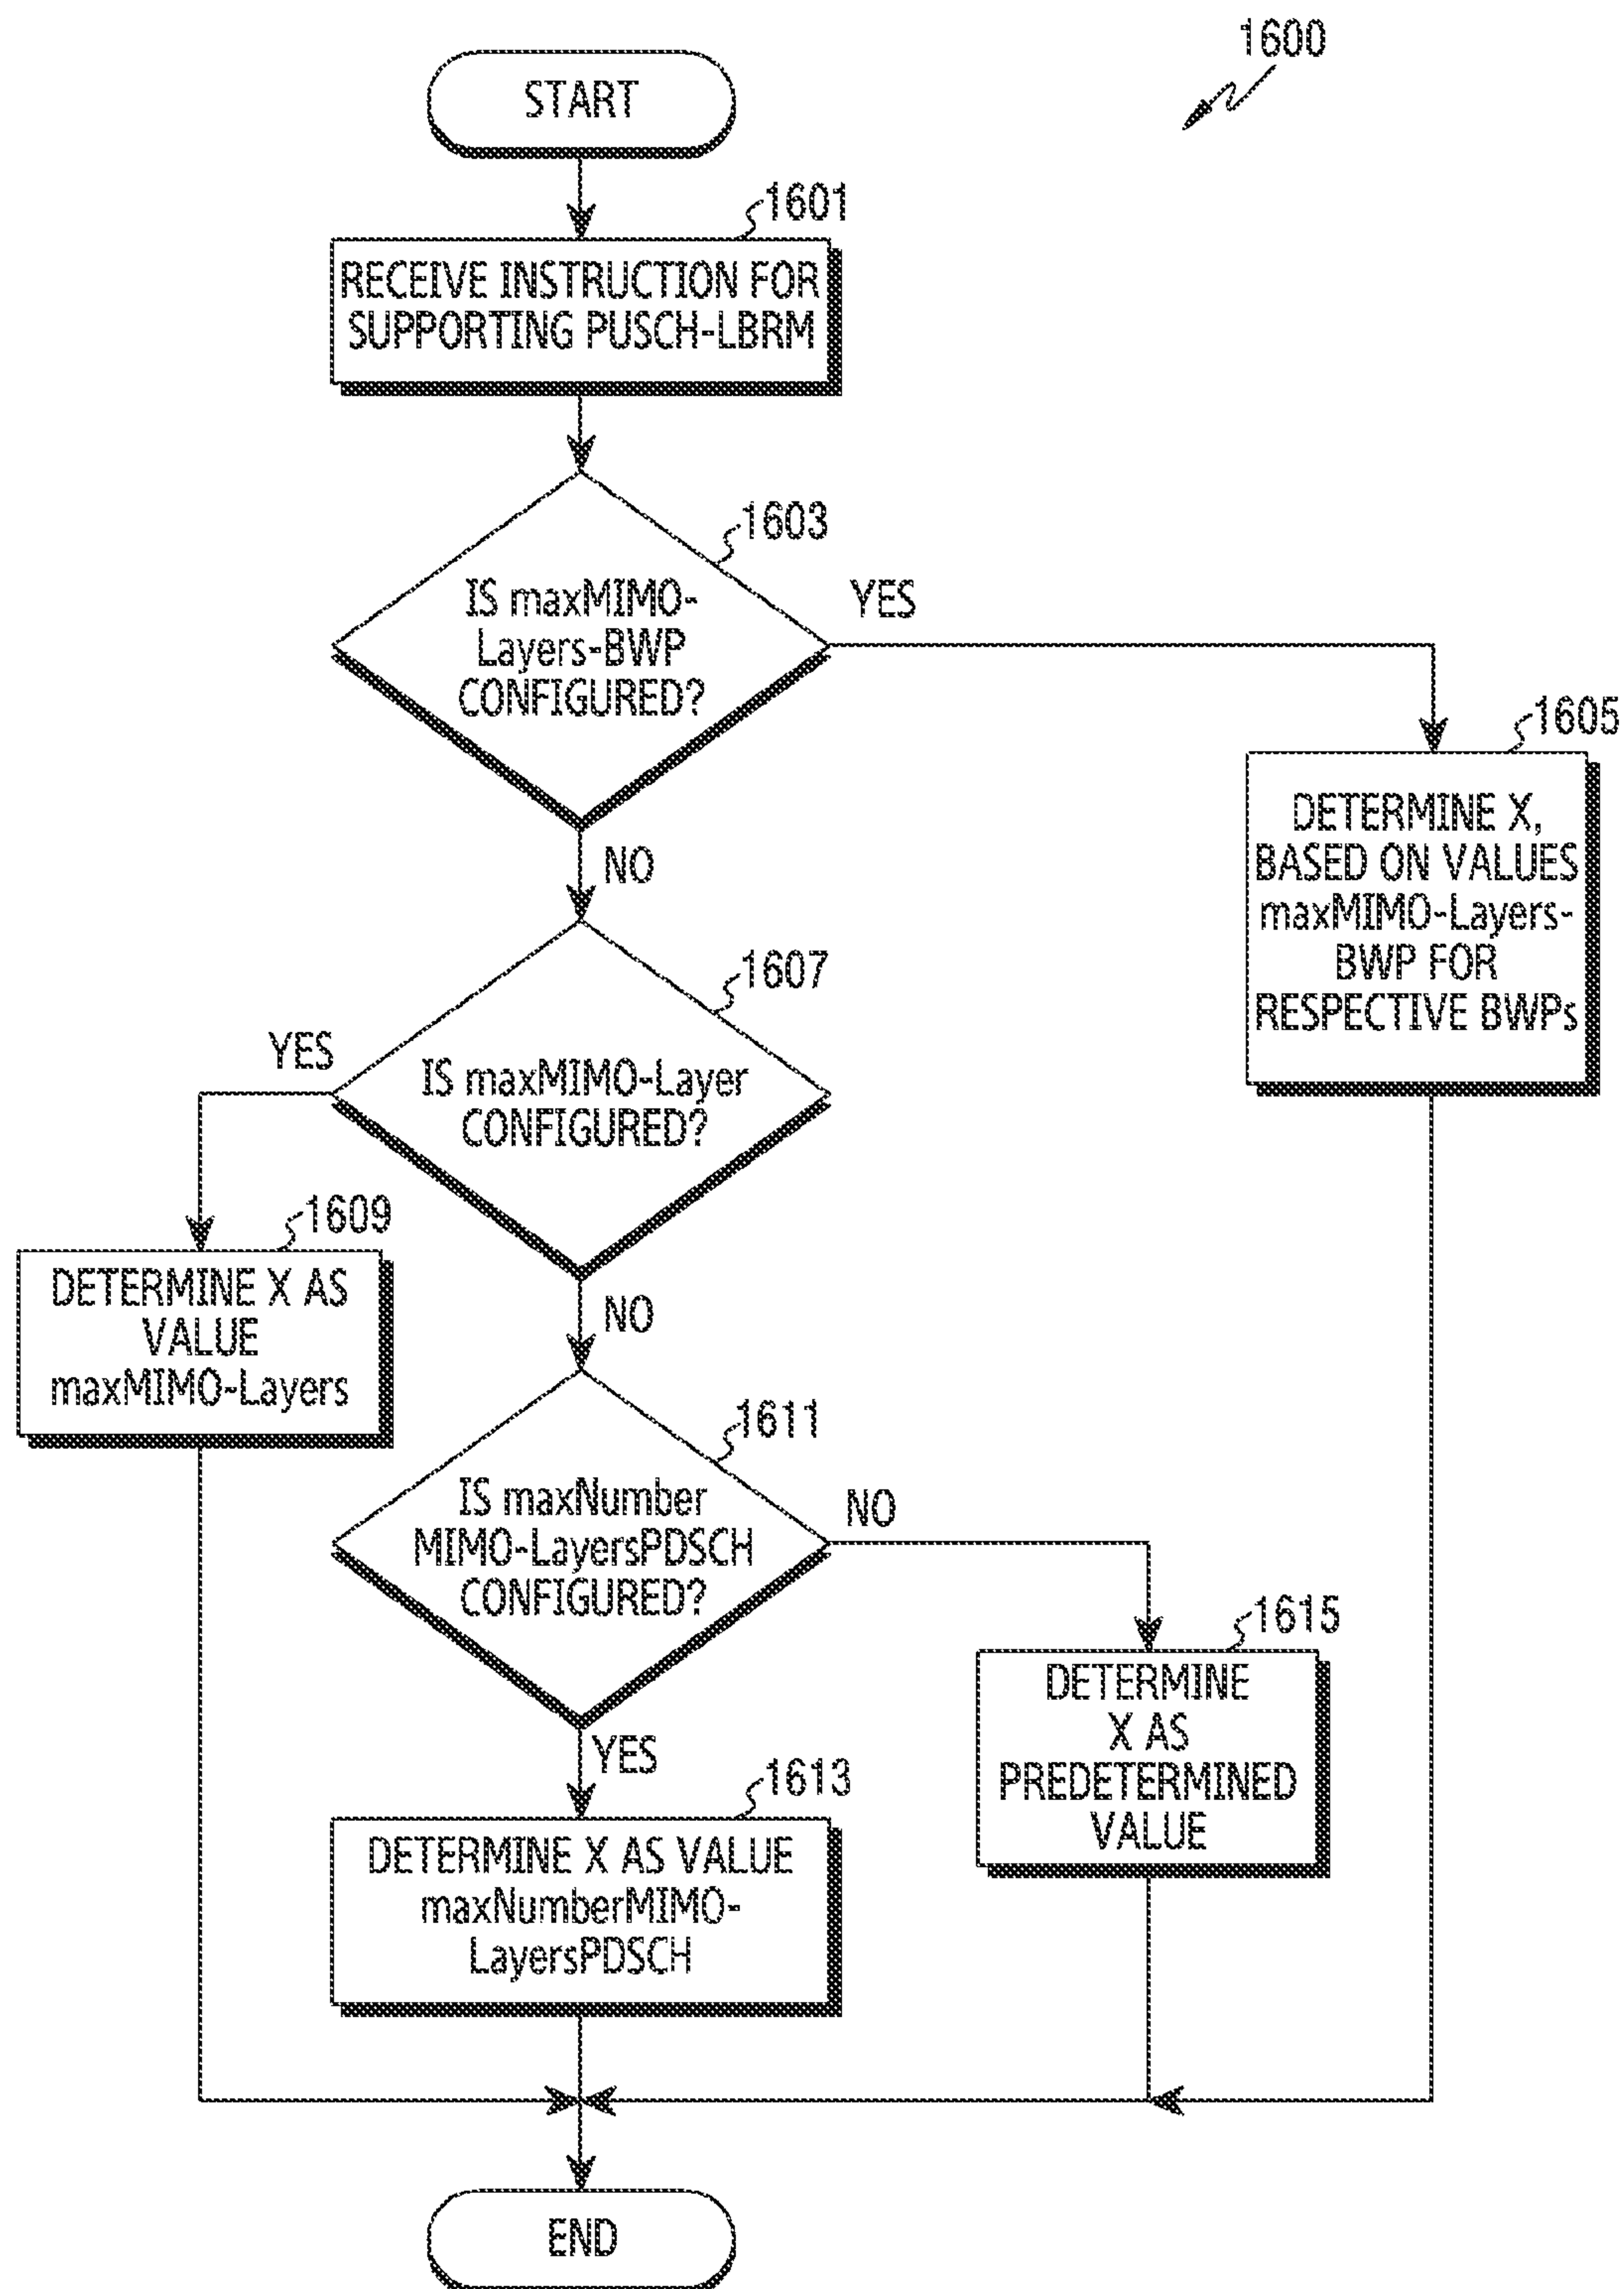 1600
START
1601
RECEIVE INSTRUCTION FOR
SUPPORTING PUSCH-LBRM
1603
IS maxMIMO-
Layers-BWP
CONFIGURED?
YES
NO
1605
DETERMINE X,
BASED ON VALUES
maxMIMO-Layers-
BWP FOR
RESPECTIVE BWPs
1607
IS maxMIMO-Layer
CONFIGURED?
YES
NO
1609
DETERMINE X AS
VALUE
maxMIMO-Layers
1611
IS maxNumber
MIMO-LayersPDSCH
CONFIGURED?
NO
YES
1615
DETERMINE
X AS
PREDETERMINED
VALUE
1613
DETERMINE X AS VALUE
maxNumberMIMO-
LayersPDSCH
END